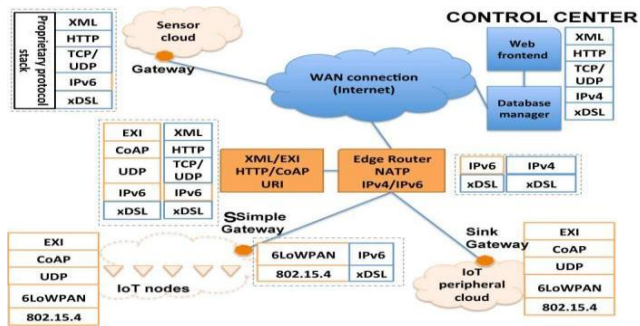 Proprietary protocol
stack
XML
HTTP
TCP/
UDP
IPv6
xDSL
Sensor
cloud
Gateway
WAN connection
(Internet)
CONTROL CENTER
Web
frontend
Database
manager
XML
HTTP
TCP/
UDP
IPv4
xDSL
EXI
CoAP
UDP
IPv6
xDSL
XML
HTTP
TCP/
UDP
IPv6
xDSL
XML/EXI
HTTP/CoAP
URI
Edge Router
NATP
IPv4/IPv6
IPv6
IPv4
xDSL
xDSL
SSimple
Gateway
EXI
CoAP
UDP
6LoWPAN
802.15.4
IoT nodes
6LoWPAN
IPv6
802.15.4
xDSL
Sink
Gateway
IoT
peripheral
cloud
EXI
CoAP
UDP
6LoWPAN
802.15.4